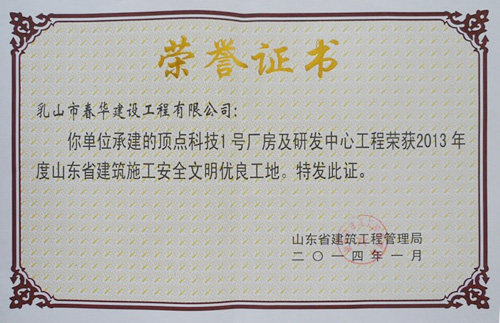 荣誉证书
乳山市春华建设工程有限公司：
你单位承建的顶点科技1号厂房及研发中心工程荣获2013年
度山东省建筑施工安全文明优良工地。特发此证。
山东省建筑工程管理局
二〇一四年一月